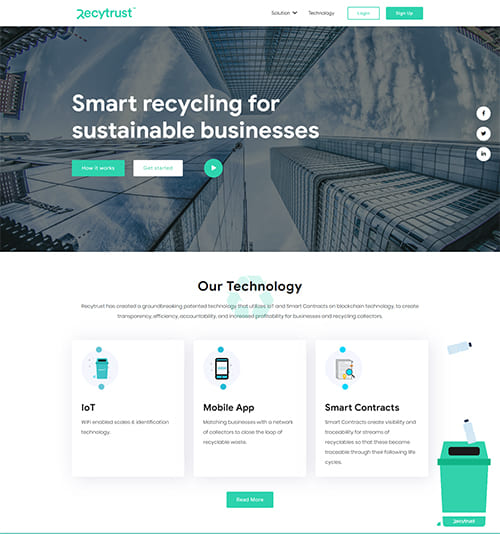 Recytrust™
Solution
Technology
Login
Sign Up
Smart recycling for
sustainable businesses
How it works
Get started
Our Technology
Recytrust has created a groundbreaking patented technology that utilizes IoT and Smart Contracts on blockchain technology, to create
transparency, efficiency, accountability, and increased profitability for businesses and recycling collectors.
IoT
WiFi enabled scales & identification
technology.
Mobile App
Matching businesses with a network
of collectors to close the loop of
recyclable waste.
Smart Contracts
Smart Contracts create visibility and
traceability for streams of
recyclables so that these became
traceable through their following life
cycles.
Read More
Recytrust